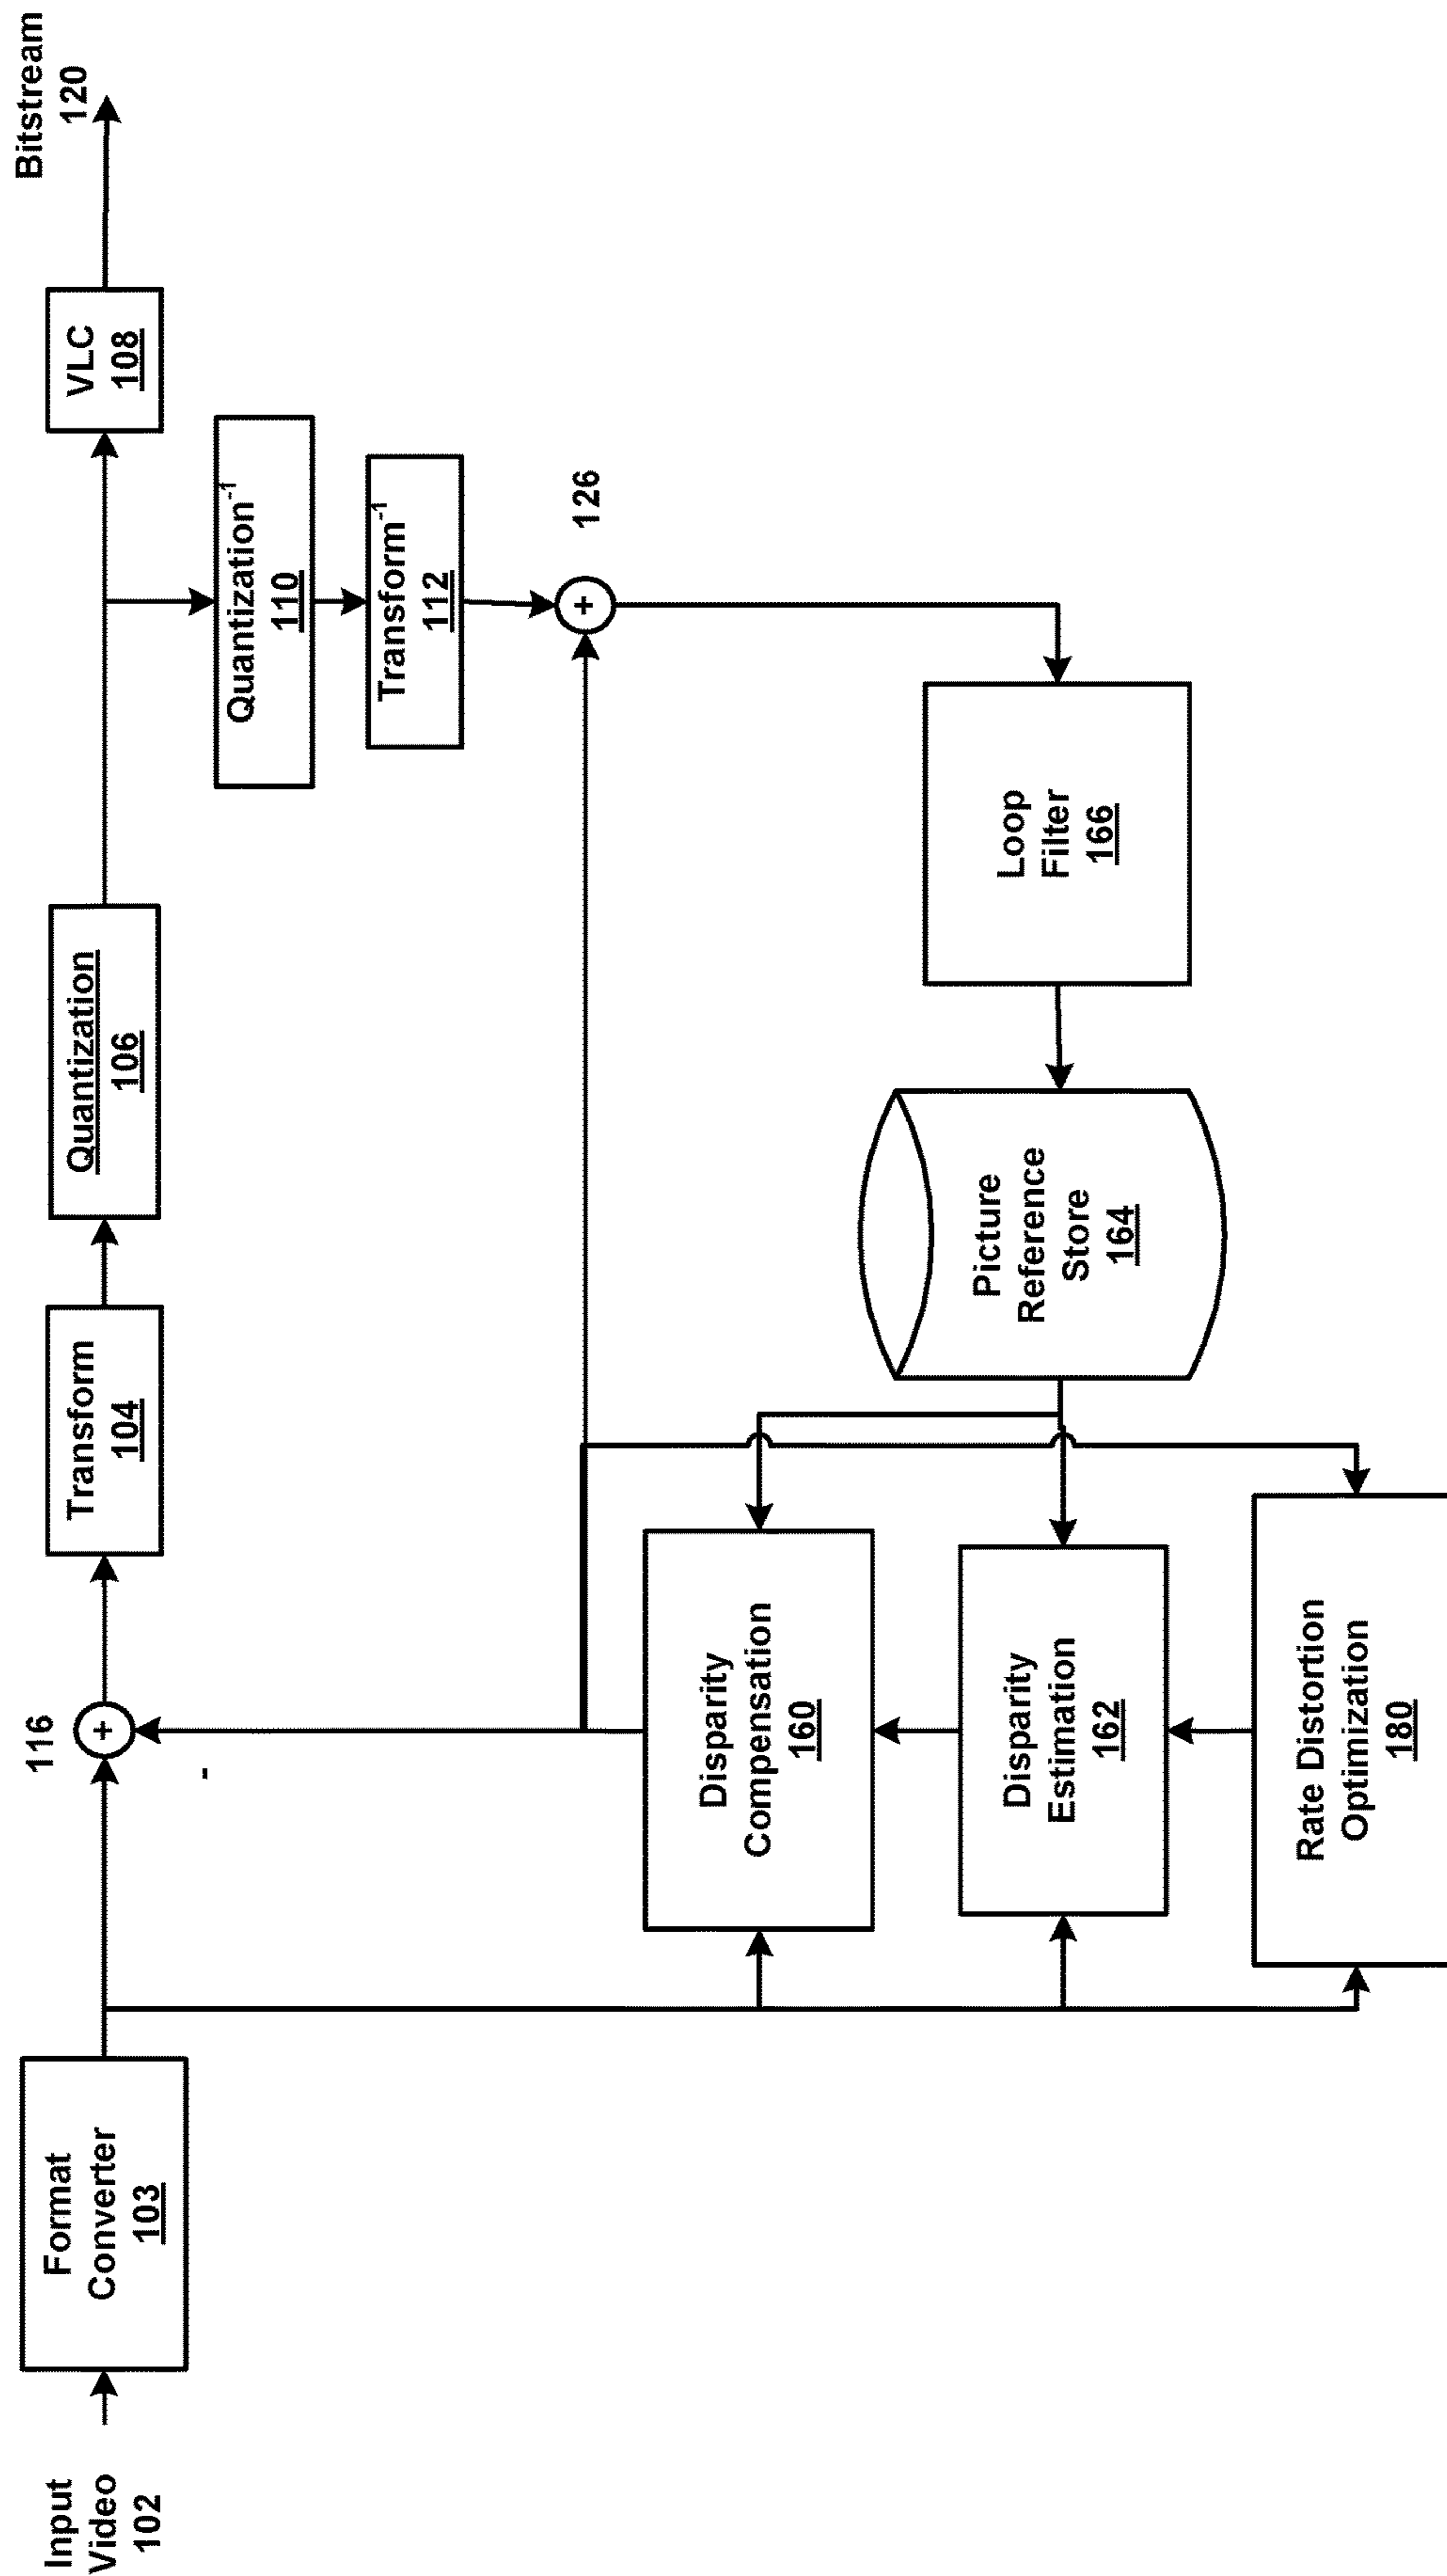 Input
Video
102
Format
Converter
103
116
+
-
Transform
104
Quantization
106
VLC
108
Bitstream
120
Quantization-1
110
Transform-1
112
+
126
Disparity
Compensation
160
Disparity
Estimation
162
Rate Distortion
Optimization
180
Picture
Reference
Store
164
Loop
Filter
166